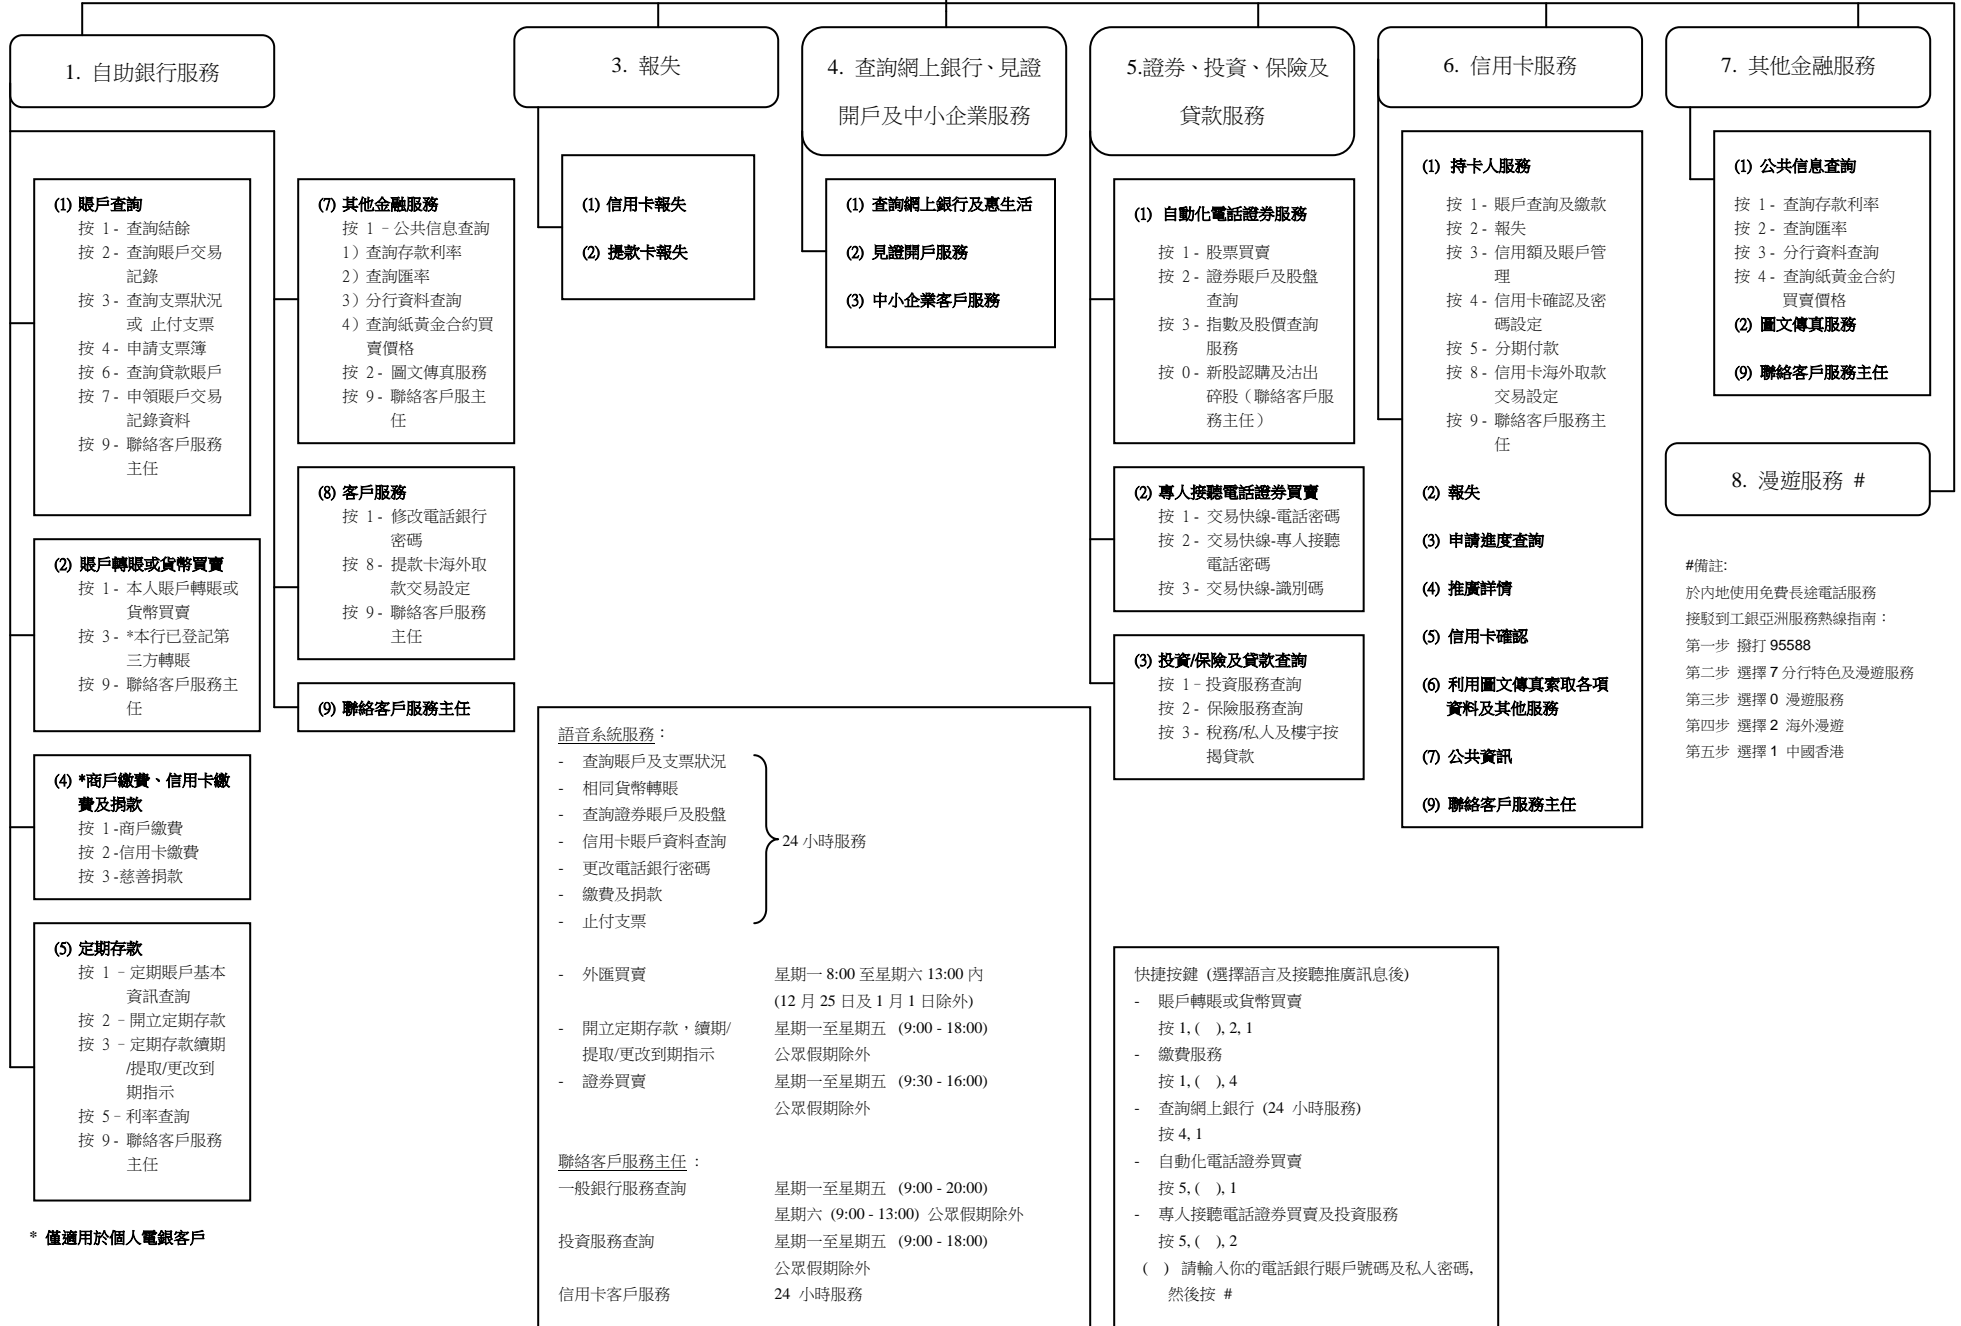 1. 自助銀行服務
(1) 賬戶查詢
按 1 - 查詢結餘
按 2 - 查詢賬戶交易
記錄
按 3 - 查詢支票狀況
或 止付支票
按 4 - 申請支票簿
按 6 - 查詢貸款賬戶
按 7 - 申領賬戶交易
記錄資料
按 9 - 聯絡客戶服務
主任
(2) 賬戶轉賬或貨幣買賣
按 1 - 本人賬戶轉賬或
貨幣買賣
按 3 - *本行已登記第
三方轉賬
按 9 - 聯絡客戶服務主
任
(4) *商戶繳費、信用卡繳
費及捐款
按 1 -商戶繳費
按 2 -信用卡繳費
按 3 -慈善捐款
(5) 定期存款
按 1 –定期賬戶基本
資訊查詢
按 2 –開立定期存款
按 3 –定期存款續期
/提取/更改到
期指示
按 5 –利率查詢
按 9 - 聯絡客戶服務
主任
* 僅適用於個人電銀客戶
(7) 其他金融服務
按 1 –公共信息查詢
1）查詢存款利率
2）查詢匯率
3）分行資料查詢
4）查詢紙黃金合約買
賣價格
按 2 - 圖文傳真服務
按 9 - 聯絡客戶服主
任
(8) 客戶服務
按 1 - 修改電話銀行
密碼
按 8 - 提款卡海外取
款交易設定
按 9 - 聯絡客戶服務
主任
(9) 聯絡客戶服務主任
3. 報失
(1) 信用卡報失
(2) 提款卡報失
4. 查詢網上銀行、見證
開戶及中小企業服務
(1) 查詢網上銀行及惠生活
(2) 見證開戶服務
(3) 中小企業客戶服務
5.證券、投資、保險及
貸款服務
(1) 自動化電話證券服務
按 1 - 股票買賣
按 2 - 證券賬戶及股盤
查詢
按 3 - 指數及股價查詢
服務
按 0 - 新股認購及沽出
碎股（聯絡客戶服
務主任）
(2) 專人接聽電話證券買賣
按 1 - 交易快線-電話密碼
按 2 - 交易快線-專人接聽
電話密碼
按 3 - 交易快線-識別碼
(3) 投資/保險及貸款查詢
按 1 –投資服務查詢
按 2 - 保險服務查詢
按 3 - 稅務/私人及樓宇按
揭貸款
6. 信用卡服務
(1) 持卡人服務
按 1 - 賬戶查詢及繳款
按 2 - 報失
按 3 - 信用額及賬戶管
理
按 4 - 信用卡確認及密
碼設定
按 5 - 分期付款
按 8 - 信用卡海外取款
交易設定
按 9 - 聯絡客戶服務主
任
(2) 報失
(3) 申請進度查詢
(4) 推廣詳情
(5) 信用卡確認
(6) 利用圖文傳真索取各項
資料及其他服務
(7) 公共資訊
(9) 聯絡客戶服務主任
7. 其他金融服務
(1) 公共信息查詢
按 1 - 查詢存款利率
按 2 - 查詢匯率
按 3 - 分行資料查詢
按 4 - 查詢紙黃金合約
買賣價格
(2) 圖文傳真服務
(9) 聯絡客戶服務主任
8. 漫遊服務 #
#備註:
於內地使用免費長途電話服務
接駁到工銀亞洲服務熱線指南：
第一步 撥打 95588
第二步 選擇 7 分行特色及漫遊服務
第三步 選擇 0 漫遊服務
第四步 選擇 2 海外漫遊
第五步 選擇 1 中國香港
語音系統服務：
- 查詢賬戶及支票狀況
- 相同貨幣轉賬
- 查詢證券賬戶及股盤
- 信用卡賬戶資料查詢 24 小時服務
- 更改電話銀行密碼
- 繳費及捐款
- 止付支票
- 外匯買賣 星期一 8:00 至星期六 13:00 內
(12 月 25 日及 1 月 1 日除外)
- 開立定期存款，續期/ 星期一至星期五 (9:00 - 18:00)
提取/更改到期指示 公眾假期除外
- 證券買賣 星期一至星期五 (9:30 - 16:00)
公眾假期除外
聯絡客戶服務主任 :
一般銀行服務查詢 星期一至星期五 (9:00 - 20:00)
星期六 (9:00 - 13:00) 公眾假期除外
投資服務查詢 星期一至星期五 (9:00 - 18:00)
公眾假期除外
信用卡客戶服務 24 小時服務
快捷按鍵 (選擇語言及接聽推廣訊息後)
- 賬戶轉賬或貨幣買賣
按 1, ( ), 2, 1
- 繳費服務
按 1, ( ), 4
- 查詢網上銀行 (24 小時服務)
按 4, 1
- 自動化電話證券買賣
按 5, ( ), 1
- 專人接聽電話證券買賣及投資服務
按 5, ( ), 2
( ) 請輸入你的電話銀行賬戶號碼及私人密碼,
然後按 #